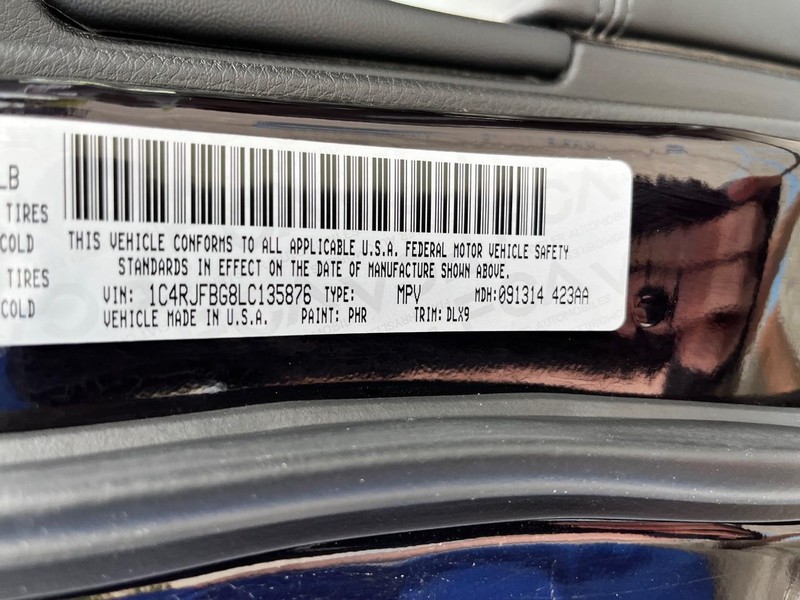 LB
TIRES
COLD
TIRES
COLD
THIS VEHICLE CONFORMS TO ALL APPLICABLE U.S.A. FEDERAL MOTOR VEHICLE SAFETY
STANDARDS IN EFFECT ON THE DATE OF MANUFACTURE SHOWN ABOVE.
VIN: 1C4RJFBG8LC135876 TYPE: MPV MDH:091314 423AA
VEHICLE MADE IN U.S.A. PAINT: PHR TRIM:DLX9